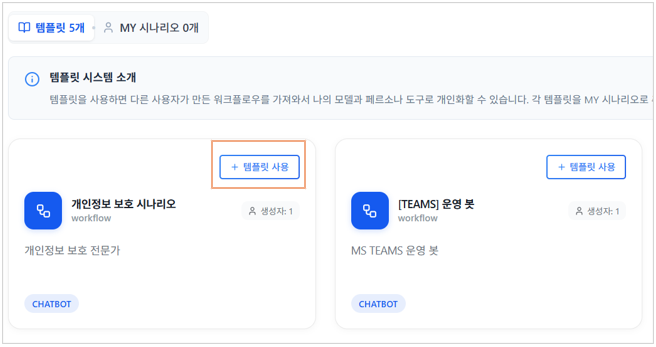 템플릿 5개
MY 시나리오 0개
템플릿 시스템 소개
템플릿을 사용하면 다른 사용자가 만든 워크플로우를 가져와서 나의 모델과 페르소나 도구로 개인화할 수 있습니다. 각 템플릿을 MY 시나리오로
+ 템플릿 사용
+ 템플릿 사용
개인정보 보호 시나리오
workflow
생성자: 1
[TEAMS] 운영 봇
workflow
생성자: 1
개인정보 보호 전문가
MS TEAMS 운영 봇
CHATBOT
CHATBOT